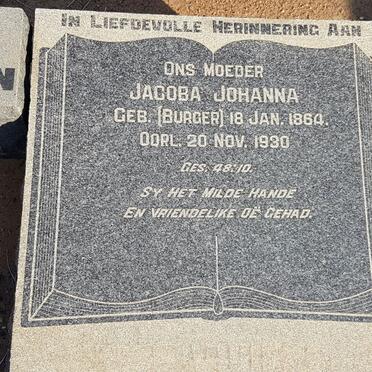 IN LIEFDEVOLLE HERINNERING AAN
ONS MOEDER
JACOBA JOHANNA
GEB. (BURGER) 18 JAN. 1864.
OORL. 20 NOV. 1930
GES. 48:10.
SY HET MILDE HANDE
EN VRIENDELIKE OË GEHAD.
N